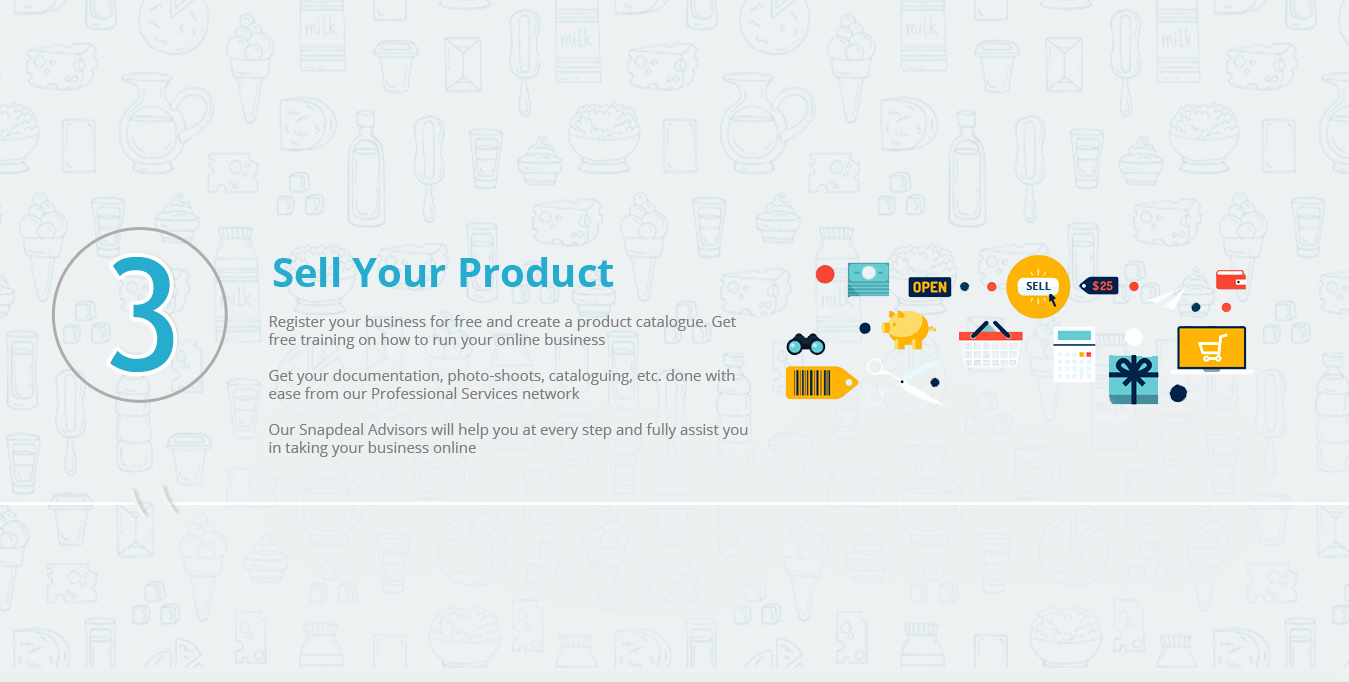 milk
milk
milk
milk
3
Sell Your Product
Register your business for free and create a product catalogue. Get
free training on how to run your online business
Get your documentation, photo-shoots, cataloguing, etc. done with
ease from our Professional Services network
Our Snapdeal Advisors will help you at every step and fully assist you
in taking your business online
OPEN
SELL
$25